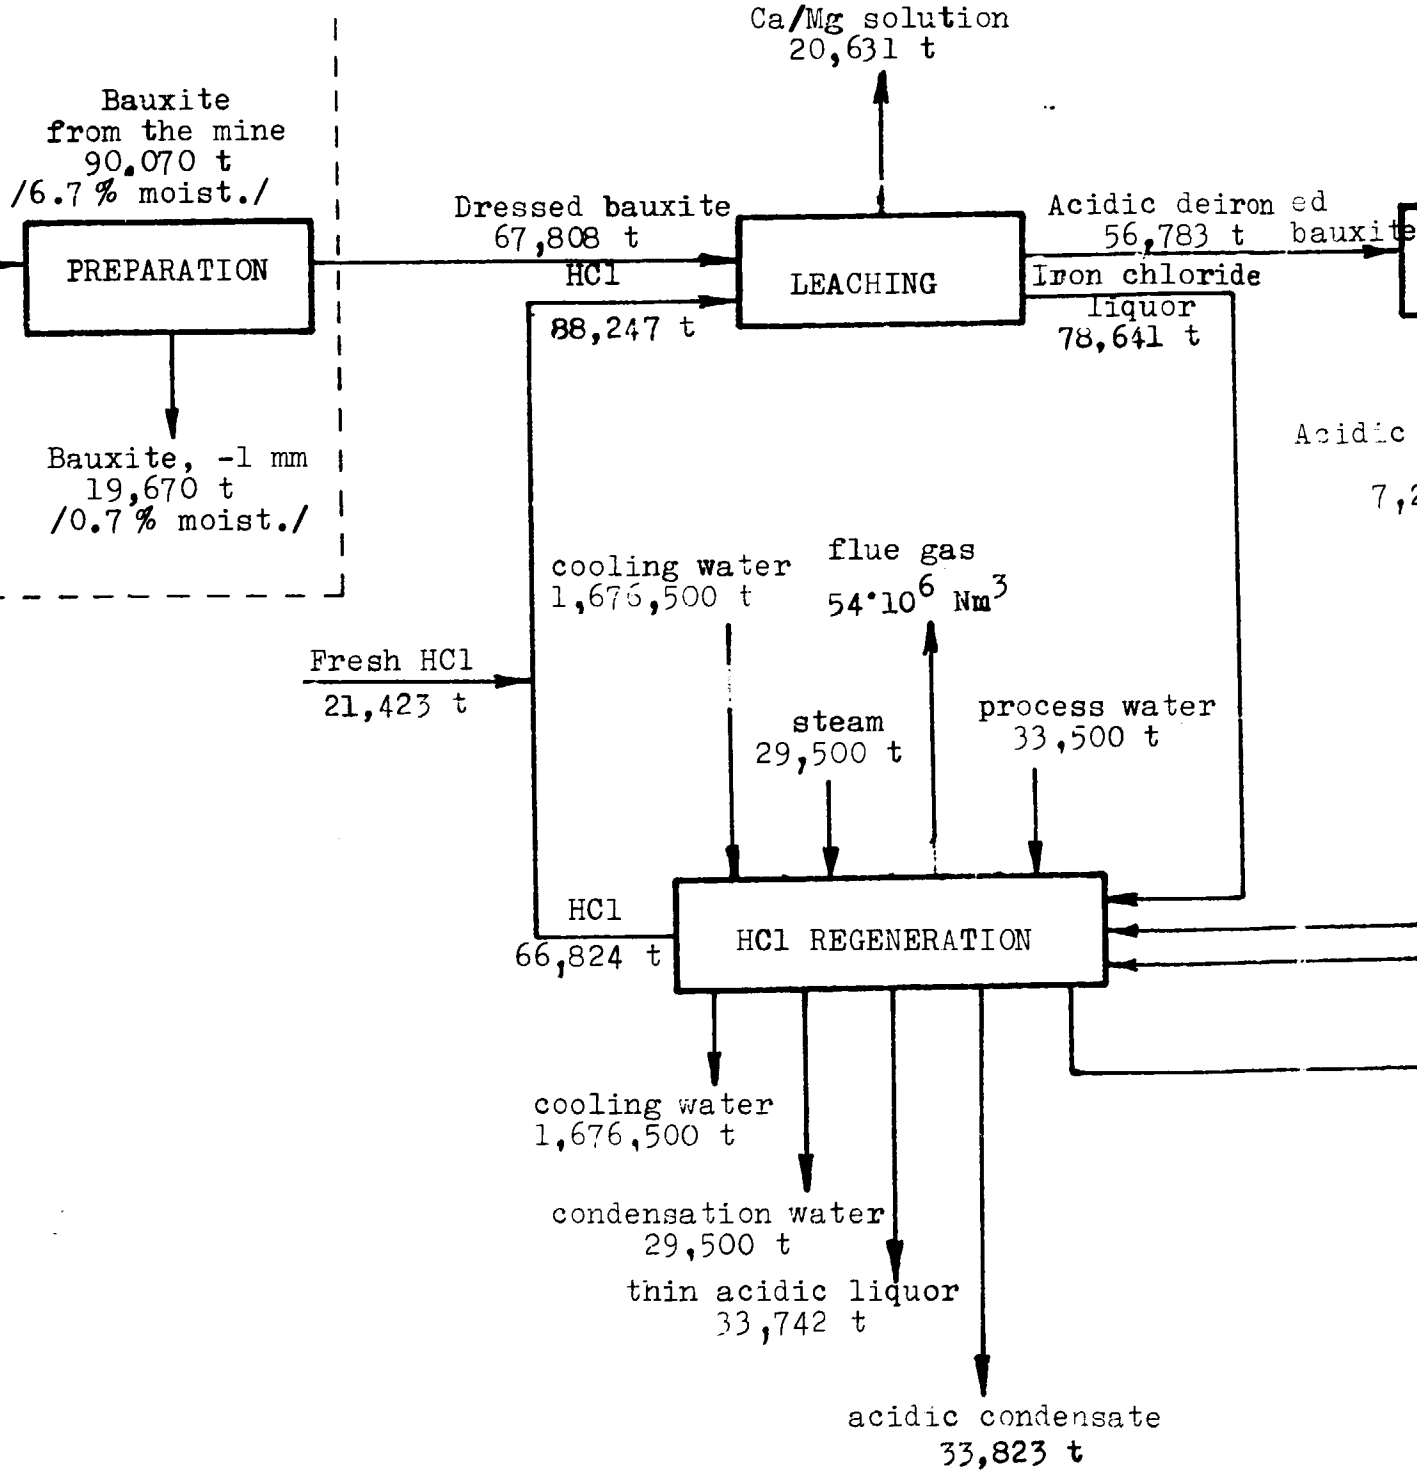 Ca/Mg solution
20,631 t
Bauxite
from the mine
90.070 t
/6.7 % moist./
PREPARATION
Bauxite, -1 mm
19,670 t
/0.7 % moist./
Dressed bauxite
67,808 t
HCl
88,247 t
LEACHING
Acidic deironed
56,783 t bauxite
Iron chloride
liquor
78,641 t
Acidic
7,2
cooling water
1,676,500 t
flue gas
54·10⁶ Nm³
Fresh HCl
21,423 t
steam
29,500 t
process water
33,500 t
HCl
66,824 t
HCl REGENERATION
cooling water
1,676,500 t
condensation water
29,500 t
thin acidic liquor
33,742 t
acidic condensate
33,823 t